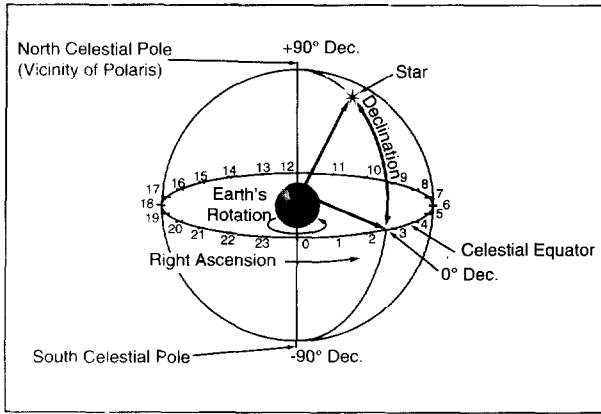 North Celestial Pole
(Vicinity of Polaris)
+90° Dec.
Star
Declination
12
13
14
15
16
17
18
19
20
21
22
23
0
1
2
3
4
5
6
7
8
9
10
11
Earth's
Rotation
Celestial Equator
0° Dec.
Right Ascension
South Celestial Pole
-90° Dec.